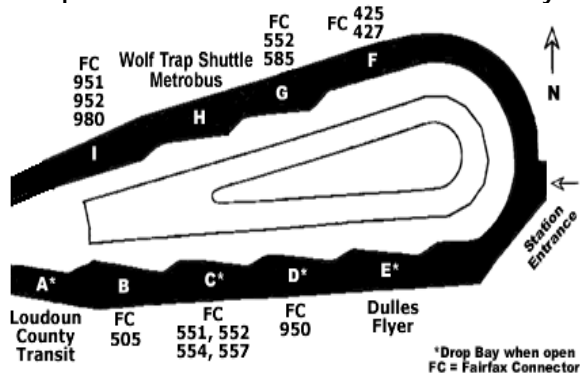 FC
425
427
FC
552
585
Wolf Trap Shuttle
Metrobus
FC
951
952
980
F
G
H
I
N
Station
Entrance
A*
B
C*
D*
E*
Loudoun
County
Transit
FC
505
FC
551, 552
554, 557
FC
950
Dulles
Flyer
*Drop Bay when open
FC = Fairfax Connector